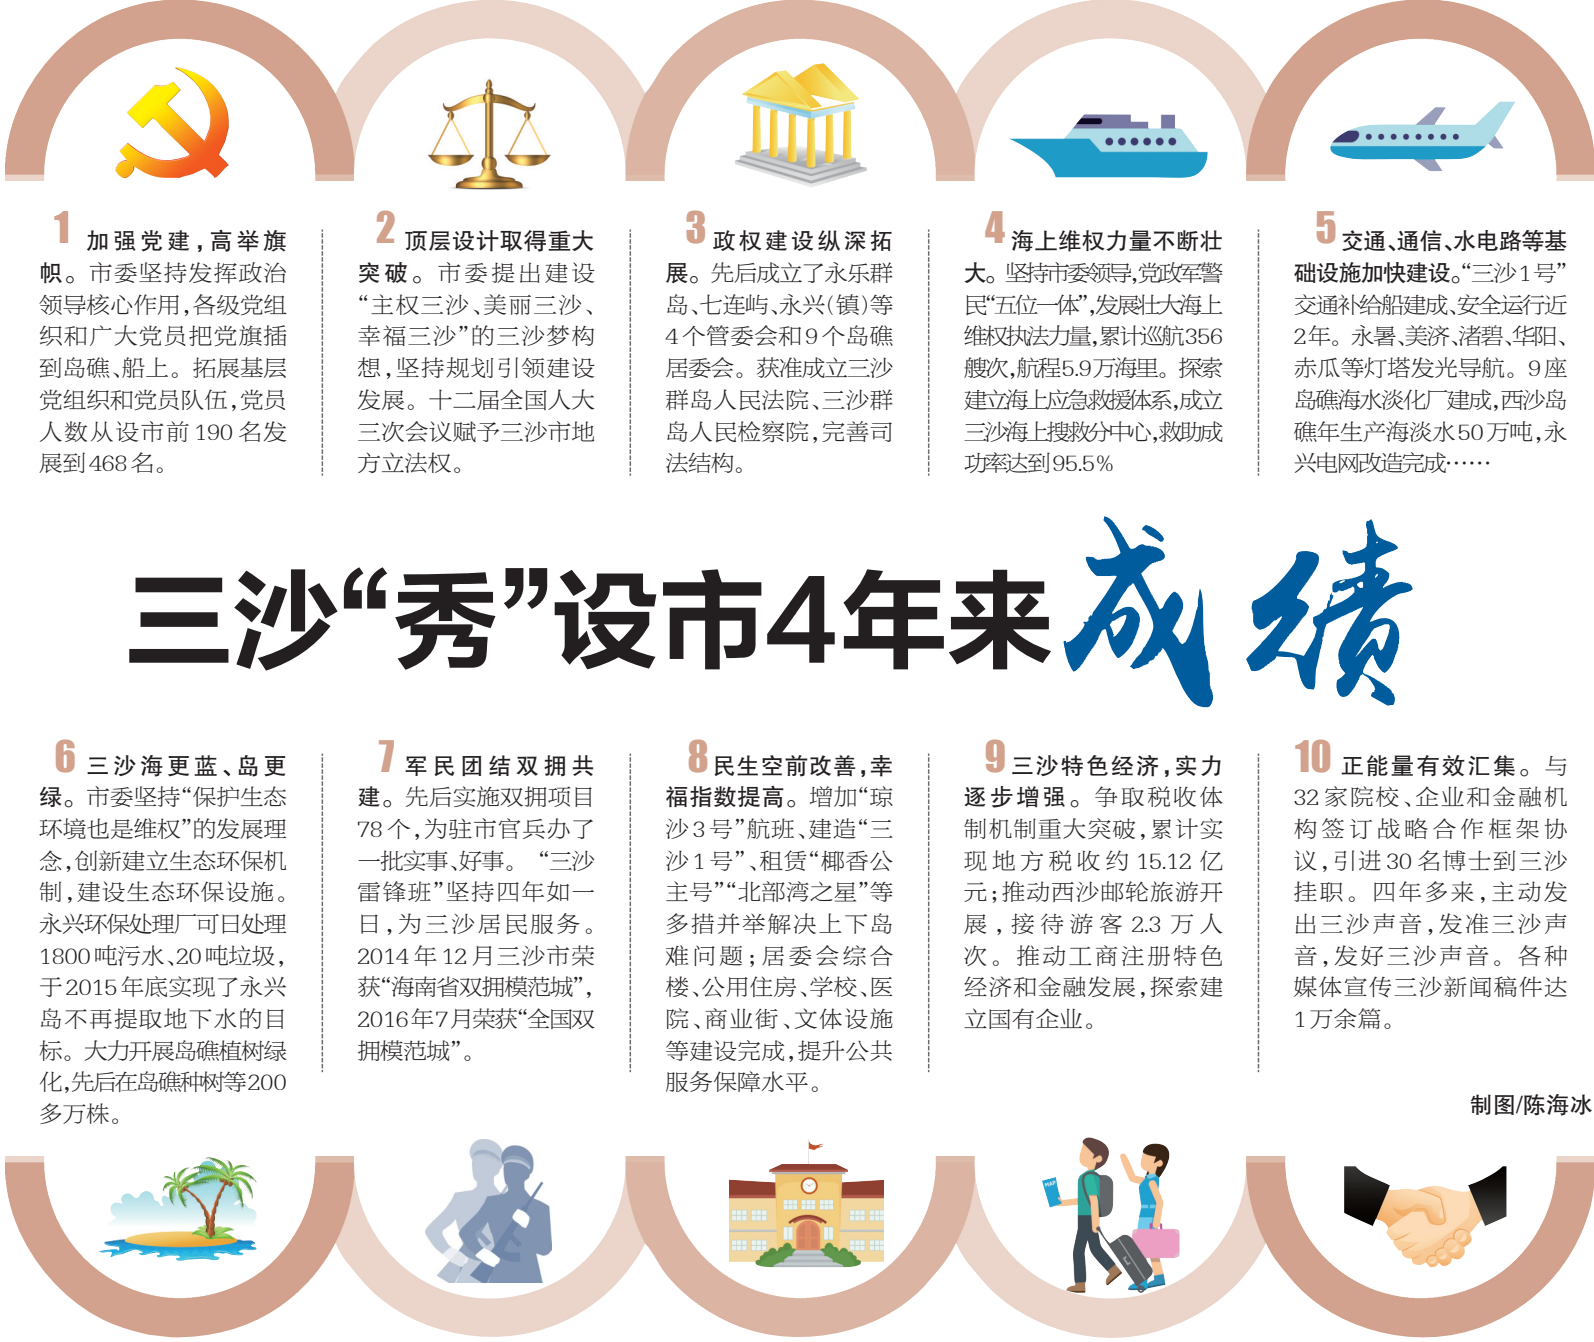 1 加强党建,高举旗
帜。市委坚持发挥政治
领导核心作用,各级党组
织和广大党员把党旗插
到岛礁、船上。拓展基层
党组织和党员队伍,党员
人数从设市前190名发
展到468名。
2 顶层设计取得重大
突破。市委提出建设
“主权三沙、美丽三沙、
幸福三沙”的三沙梦构
想,坚持规划引领建设
发展。十二届全国人大
三次会议赋予三沙市地
方立法权。
3 政权建设纵深拓
展。先后成立了永乐群
岛、七连屿、永兴(镇)等
4个管委会和9个岛礁
居委会。获准成立三沙
群岛人民法院、三沙群
岛人民检察院,完善司
法结构。
4 海上维权力量不断壮
大。坚持市委领导,党政军警
民“五位一体”,发展壮大海上
维权执法力量,累计巡航356
艘次,航程5.9万海里。探索
建立海上应急救援体系,成立
三沙海上搜救分中心,救助成
功率达到95.5%
5 交通、通信、水电路等基
础设施加快建设。“三沙1号”
交通补给船建成、安全运行近
2年。永暑、美济、渚碧、华阳、
赤瓜等灯塔发光导航。9座
岛礁海水淡化厂建成,西沙岛
礁年生产海淡水50万吨,永
兴电网改造完成……
三沙“秀”设市4年来成绩
6 三沙海更蓝、岛更
绿。市委坚持“保护生态
环境也是维权”的发展理
念,创新建立生态环保机
制,建设生态环保设施。
永兴环保处理厂可日处理
1800吨污水、20吨垃圾,
于2015年底实现了永兴
岛不再提取地下水的目
标。大力开展岛礁植树绿
化,先后在岛礁种树等200
多万株。
7 军民团结双拥共
建。先后实施双拥项目
78个,为驻市官兵办了
一批实事、好事。“三沙
雷锋班”坚持四年如一
日,为三沙居民服务。
2014年12月三沙市荣
获“海南省双拥模范城”,
2016年7月荣获“全国双
拥模范城”。
8 民生空前改善,幸
福指数提高。增加“琼
沙3号”航班、建造“三
沙1号”、租赁“椰香公
主号”“北部湾之星”等
多措并举解决上下岛
难问题;居委会综合
楼、公用住房、学校、医
院、商业街、文体设施
等建设完成,提升公共
服务保障水平。
9 三沙特色经济,实力
逐步增强。争取税收体
制机制重大突破,累计实
现地方税收约15.12亿
元;推动西沙邮轮旅游开
展,接待游客2.3万人
次。推动工商注册特色
经济和金融发展,探索建
立国有企业。
10 正能量有效汇集。与
32家院校、企业和金融机
构签订战略合作框架协
议,引进30名博士到三沙
挂职。四年多来,主动发
出三沙声音,发准三沙声
音,发好三沙声音。各种
媒体宣传三沙新闻稿件达
1万余篇。
制图/陈海冰
MAP